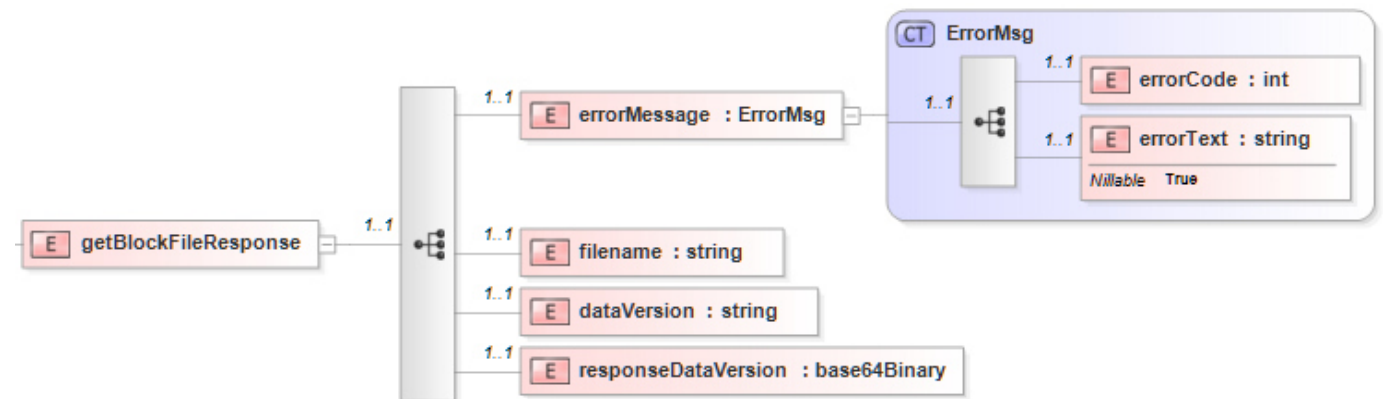 CT ErrorMsg
1..1
E errorCode : int
1..1
E errorMessage : ErrorMsg
1..1
1..1
E errorText : string
Nillable True
E getBlockFileResponse
1..1
1..1
E filename : string
1..1
E dataVersion : string
1..1
E responseDataVersion : base64Binary